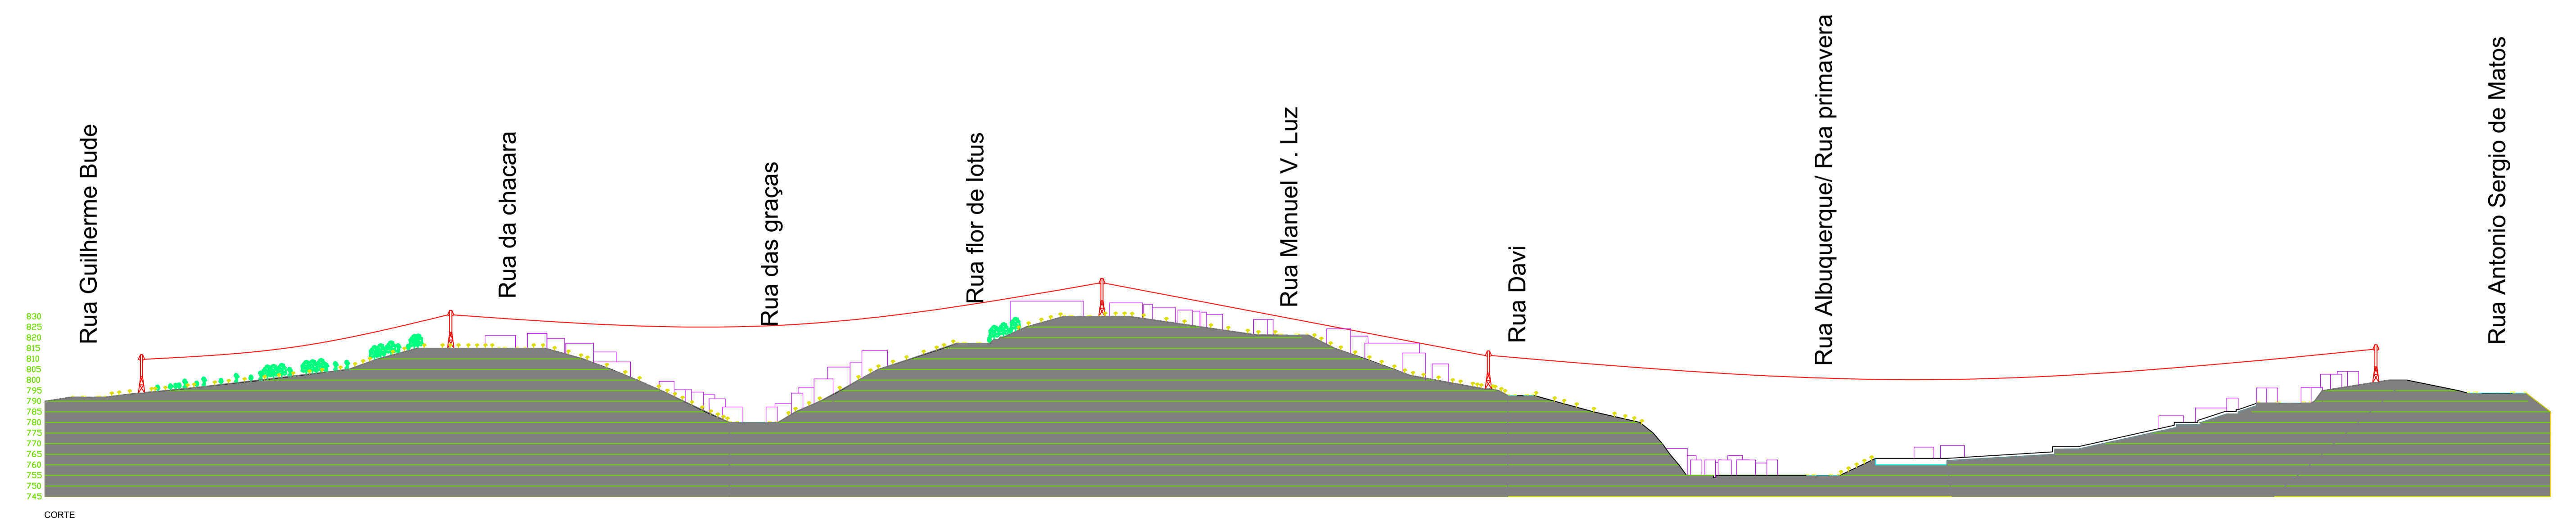 Rua Guilherme Bude
Rua da chacara
Rua das graças
Rua flor de lotus
Rua Manuel V. Luz
Rua Davi
Rua Albuquerque/ Rua primavera
Rua Antonio Sergio de Matos
830
825
820
815
810
805
800
795
790
785
780
775
770
765
760
755
750
745
CORTE